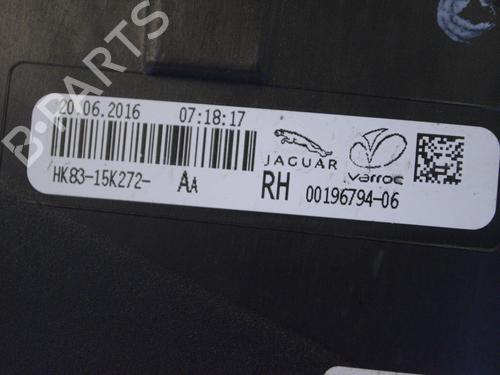 B-PARTS
20.06.2016 07:18:17
JAGUAR varroc
HK83-15K272- AA RH 00196794-06